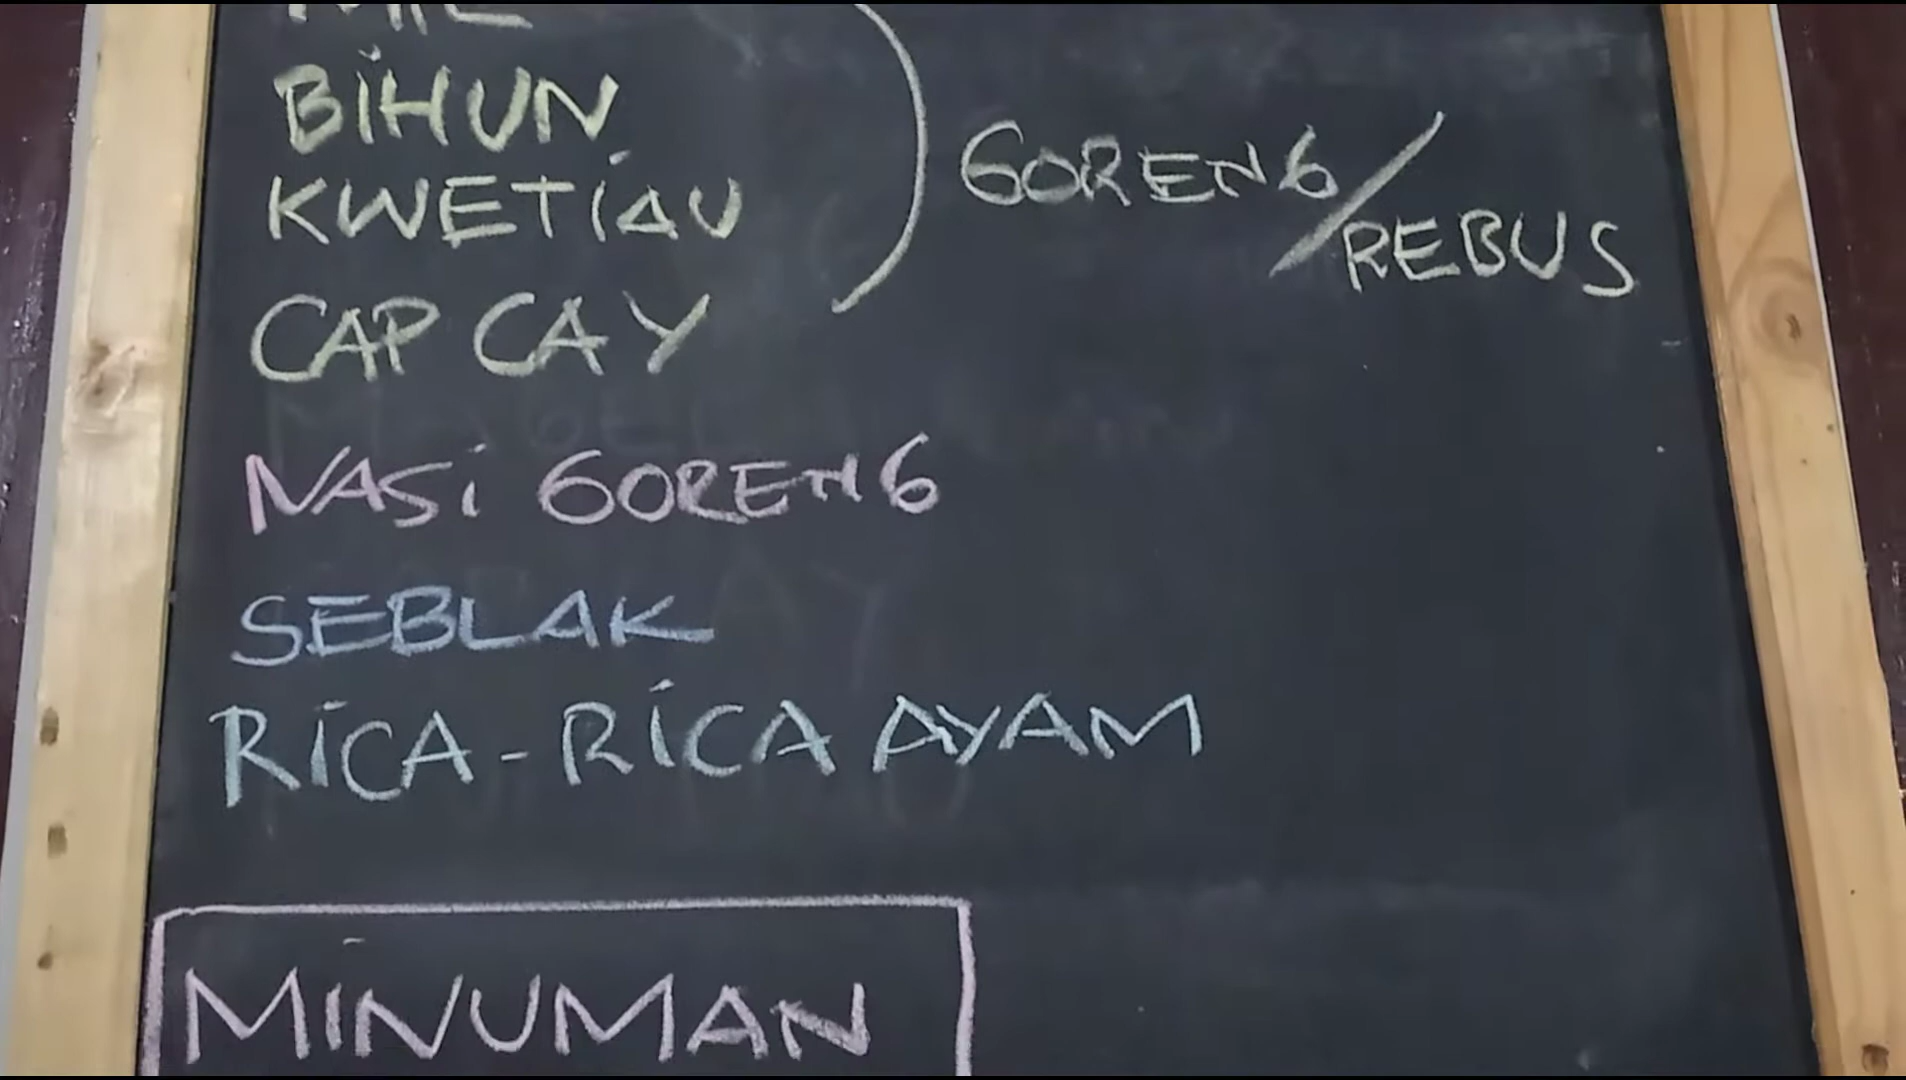 BIHUN
KWETIAU
CAP CAY
GORENG/REBUS
NASI GORENG
SEBLAK
RICA-RICA AYAM
MINUMAN